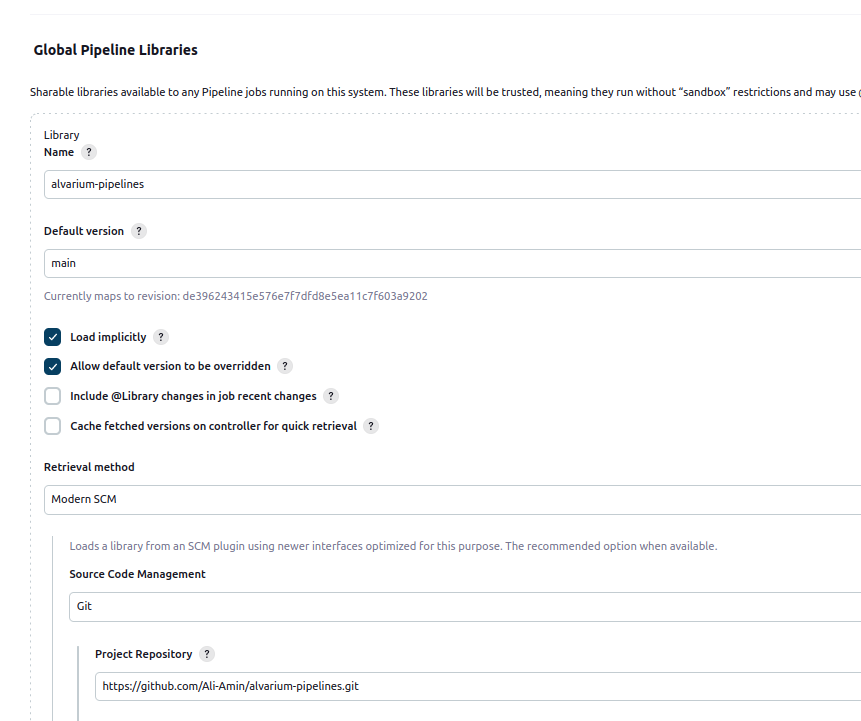 Global Pipeline Libraries
Sharable libraries available to any Pipeline jobs running on this system. These libraries will be trusted, meaning they run without “sandbox” restrictions and may use
Library
Name ?
alvarium-pipelines
Default version ?
main
Currently maps to revision: de396243415e576e7f7dfd8e5ea11c7f603a9202
Load implicitly ?
Allow default version to be overridden ?
Include @Library changes in job recent changes ?
Cache fetched versions on controller for quick retrieval ?
Retrieval method
Modern SCM
Loads a library from an SCM plugin using newer interfaces optimized for this purpose. The recommended option when available.
Source Code Management
Git
Project Repository ?
https://github.com/Ali-Amin/alvarium-pipelines.git